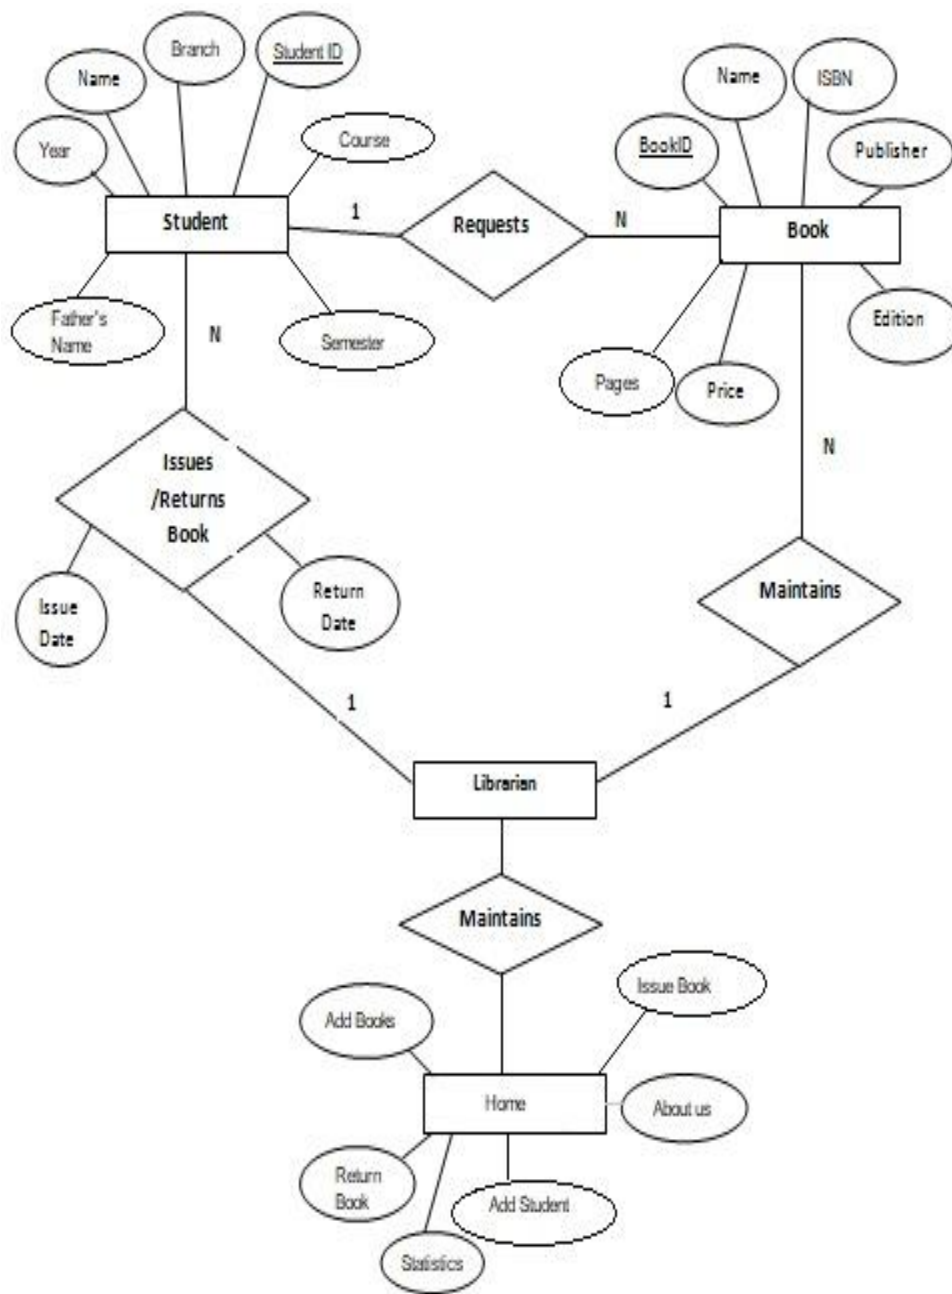 Branch
Student ID
Name
Year
Course
Student
1
Requests
N
Name
ISBN
BookID
Publisher
Book
Father's
Name
N
Semester
Edition
Pages
Price
N
Issues
/Returns
Book
Issue
Date
Return
Date
Maintains
1
1
Librarian
Maintains
Issue Book
Add Books
Home
About us
Return
Book
Add Student
Statistics